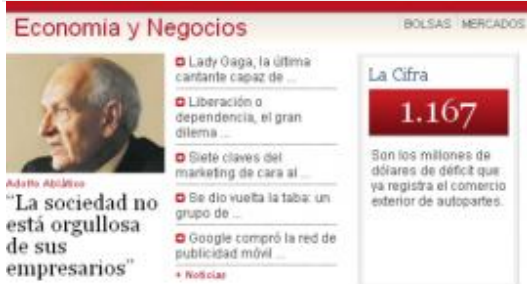 Economía y Negocios
BOLSAS MERCADOS
Adolfo Ablático
"La sociedad no
está orgullosa
de sus
empresarios"
Lady Gaga, la última
cantante capaz de ...
Liberación o
dependencia, el gran
dilema ...
Siete claves del
marketing de cara al ...
Se dio vuelta la taba: un
grupo de ...
Google compró la red de
publicidad móvil ...
+ Noticias
La Cifra
1.167
Son los millones de
dólares de déficit que
ya registra el comercio
exterior de autopartes.